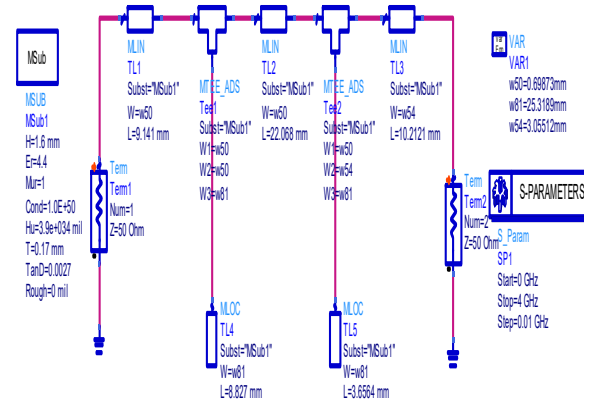 MSub
MSUB
MSub1
H=1.6 mm
Er=4.4
Mur=1
Cond=1.0E+50
Hu=3.9e+034 mil
T=0.17 mm
TanD=0.0027
Rough=0 mil
Term
Term1
Num=1
Z=50 Ohm
MLIN
TL1
Subst="MSub1"
W=w50
L=9.141 mm
MTEE_ADS
Tee1
Subst="MSub1"
W1=w50
W2=w50
W3=w81
MLIN
TL2
Subst="MSub1"
W=w50
L=22.068 mm
MTEE_ADS
Tee2
Subst="MSub1"
W1=w50
W2=w54
W3=w81
MLIN
TL3
Subst="MSub1"
W=w54
L=10.2121 mm
Var
Eqn
VAR
VAR1
w50=0.69873mm
w81=25.3189mm
w54=3.05512mm
Term
Term2
Num=2
Z=50 Ohm
S-PARAMETERS
S_Param
SP1
Start=0 GHz
Stop=4 GHz
Step=0.01 GHz
MLOC
TL4
Subst="MSub1"
W=w81
L=8.827 mm
MLOC
TL5
Subst="MSub1"
W=w81
L=3.6564 mm